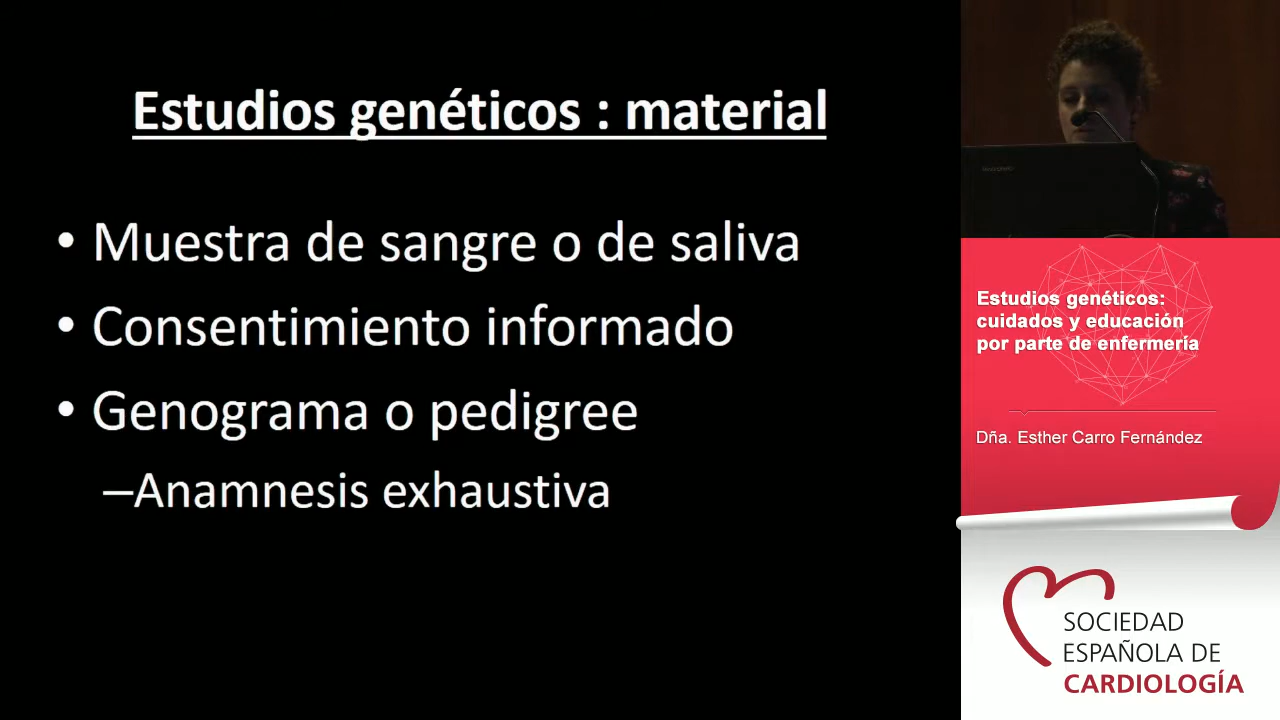 Estudios genéticos : material
• Muestra de sangre o de saliva
• Consentimiento informado
• Genograma o pedigree
–Anamnesis exhaustiva
Estudios genéticos:
cuidados y educación
por parte de enfermería
Dña. Esther Carro Fernández
SOCIEDAD
ESPAÑOLA DE
CARDIOLOGÍA